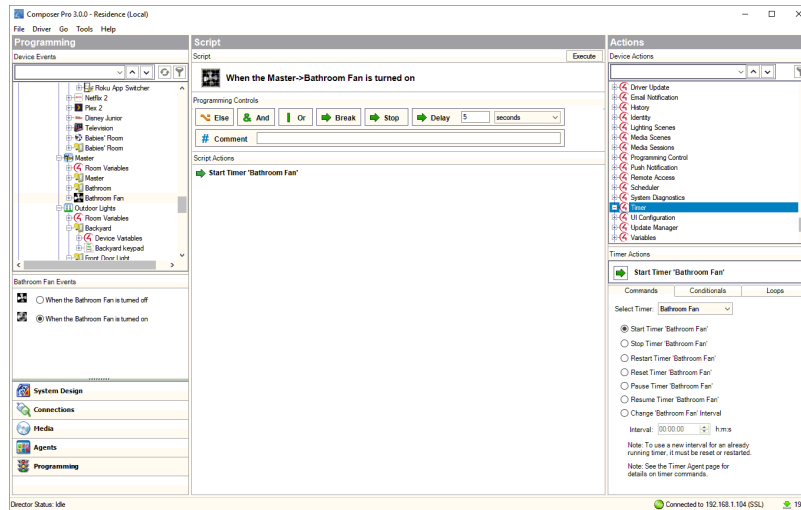 Composer Pro 3.0.0 - Residence (Local)
File Driver Go Tools Help
Programming
Device Events
Roku App Switcher
Netflix 2
Plex 2
Disney Junior
Television
Babies' Room
Babies' Room
Master
Room Variables
Master
Bathroom
Bathroom Fan
Outdoor Lights
Room Variables
Backyard
Device Variables
Backyard keypad
Front Door Light
Bathroom Fan Events
When the Bathroom Fan is turned off
When the Bathroom Fan is turned on
System Design
Connections
Media
Agents
Programming
Script
Script
Execute
When the Master->Bathroom Fan is turned on
Programming Controls
Else And Or Break Stop Delay 5 seconds
# Comment
Script Actions
Start Timer 'Bathroom Fan'
Actions
Device Actions
Driver Update
Email Notification
History
Identity
Lighting Scenes
Media Scenes
Media Sessions
Programming Control
Push Notification
Remote Access
Scheduler
System Diagnostics
Timer
UI Configuration
Update Manager
Variables
Timer Actions
Start Timer 'Bathroom Fan'
Commands Conditionals Loops
Select Timer: Bathroom Fan
Start Timer 'Bathroom Fan'
Stop Timer 'Bathroom Fan'
Restart Timer 'Bathroom Fan'
Reset Timer 'Bathroom Fan'
Pause Timer 'Bathroom Fan'
Resume Timer 'Bathroom Fan'
Change 'Bathroom Fan' Interval
Interval: 00:00:00 h:m:s
Note: To use a new interval for an already
running timer, it must be reset or restarted.
Note: See the Timer Agent page for
details on timer commands.
Director Status: Idle
Connected to 192.168.1.104 (SSL) 19